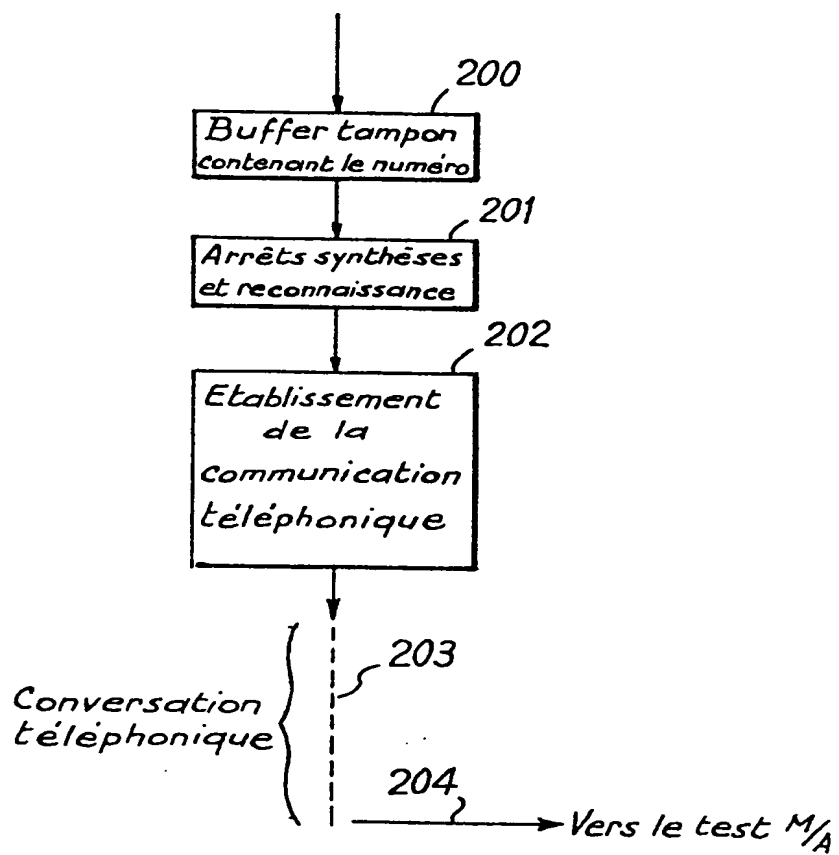 200
Buffer tampon
contenant le numéro
201
Arrêts synthèses
et reconnaissance
202
Etablissement
de la
communication
téléphonique
203
Conversation
téléphonique
204
Vers le test M/A